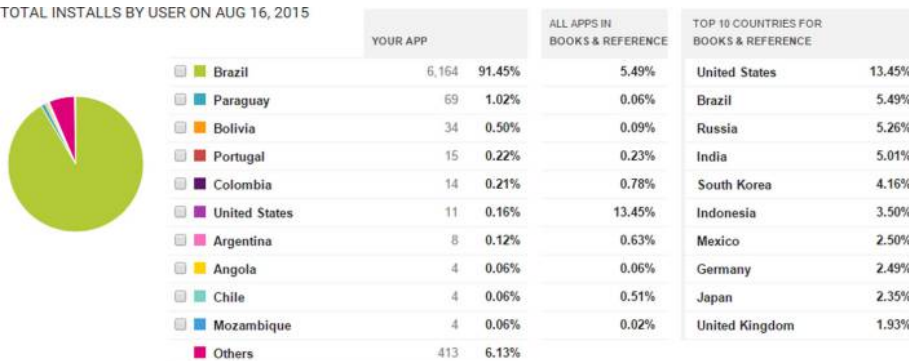 TOTAL INSTALLS BY USER ON AUG 16, 2015
YOUR APP
ALL APPS IN
BOOKS & REFERENCE
TOP 10 COUNTRIES FOR
BOOKS & REFERENCE
Brazil 6,164 91.45% 5.49% United States 13.45%
Paraguay 69 1.02% 0.06% Brazil 5.49%
Bolivia 34 0.50% 0.09% Russia 5.26%
Portugal 15 0.22% 0.23% India 5.01%
Colombia 14 0.21% 0.78% South Korea 4.16%
United States 11 0.16% 13.45% Indonesia 3.50%
Argentina 8 0.12% 0.63% Mexico 2.50%
Angola 4 0.06% 0.06% Germany 2.49%
Chile 4 0.06% 0.51% Japan 2.35%
Mozambique 4 0.06% 0.02% United Kingdom 1.93%
Others 413 6.13%